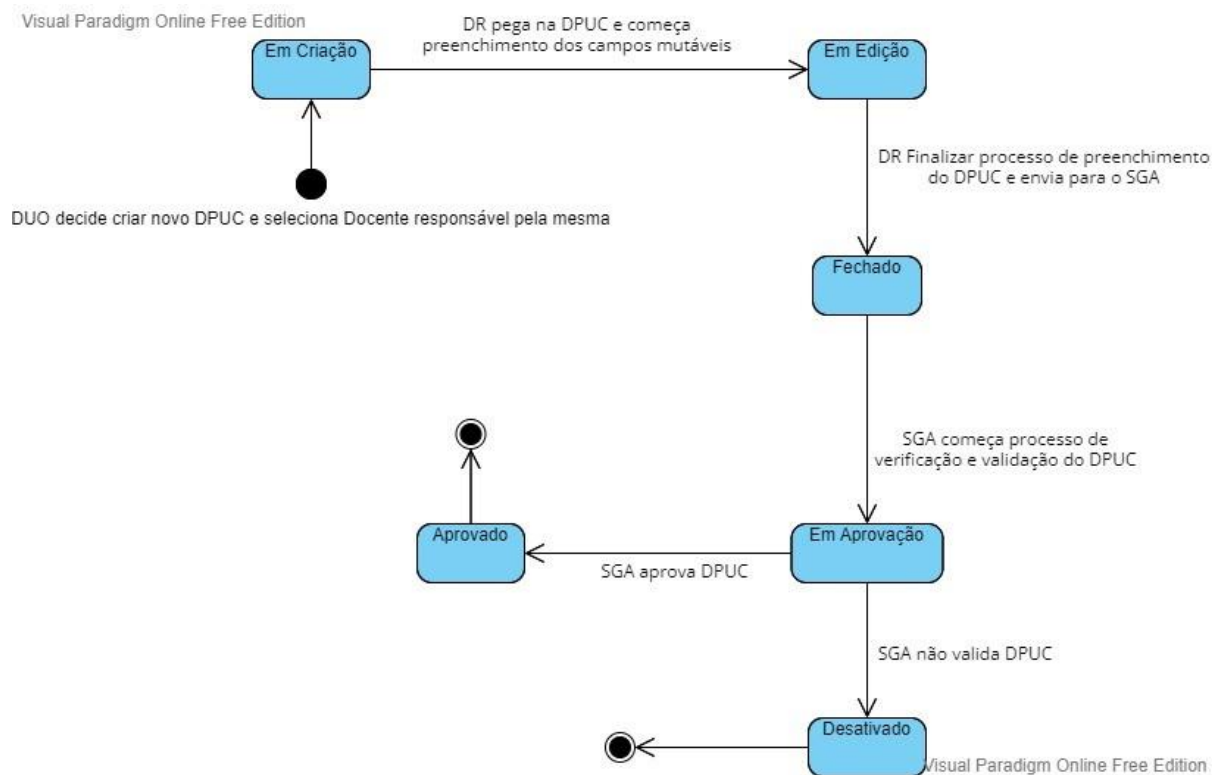 Visual Paradigm Online Free Edition
DR pega na DPUC e começa
preenchimento dos campos mutáveis
Em Criação
Em Edição
DR Finalizar processo de preenchimento
do DPUC e envia para o SGA
DUO decide criar novo DPUC e seleciona Docente responsável pela mesma
Fechado
SGA começa processo de
verificação e validação do DPUC
Aprovado
Em Aprovação
SGA aprova DPUC
SGA não valida DPUC
Desativado
Visual Paradigm Online Free Edition